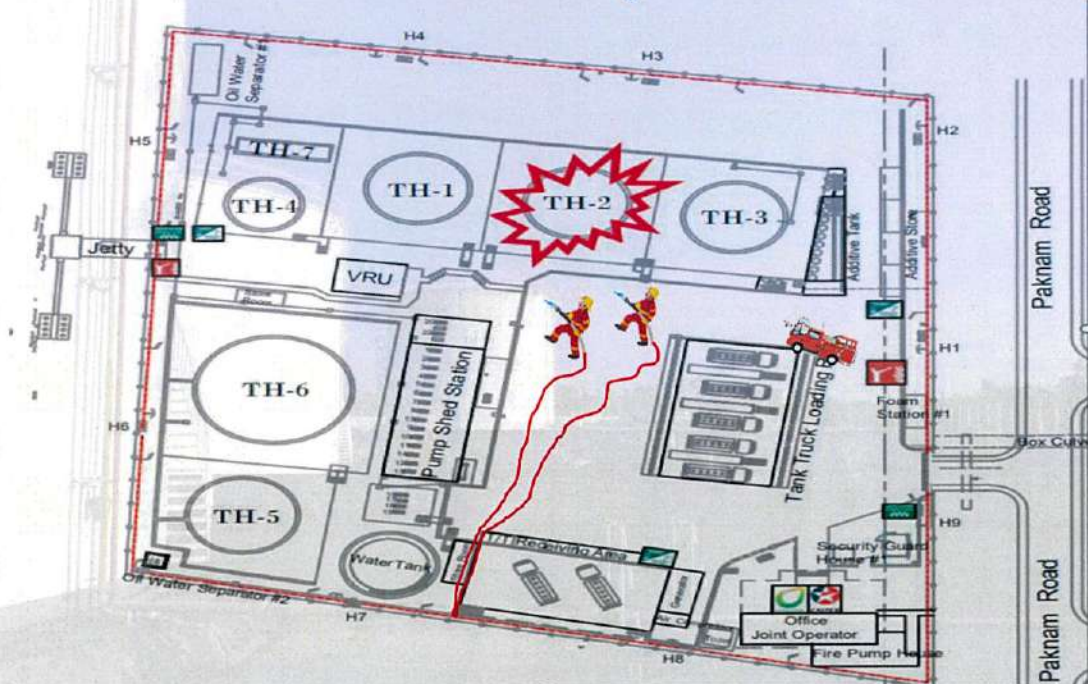 H4
H3
Oil Water
Separator #1
H5
H2
TH-7
TH-1
TH-2
TH-3
TH-4
Jetty
VRU
Additive Tank
Additive Store
Paknam Road
H1
TH-6
Pump Shed Station
Tank Truck Loading
Foam
Station #1
H6
TH-5
Water Tank
T/T Receiving Area
H9
Security Guard
House #
Oil Water Separator #2
H7
Office
Joint Operator
Fire Pump House
H8
Paknam Road